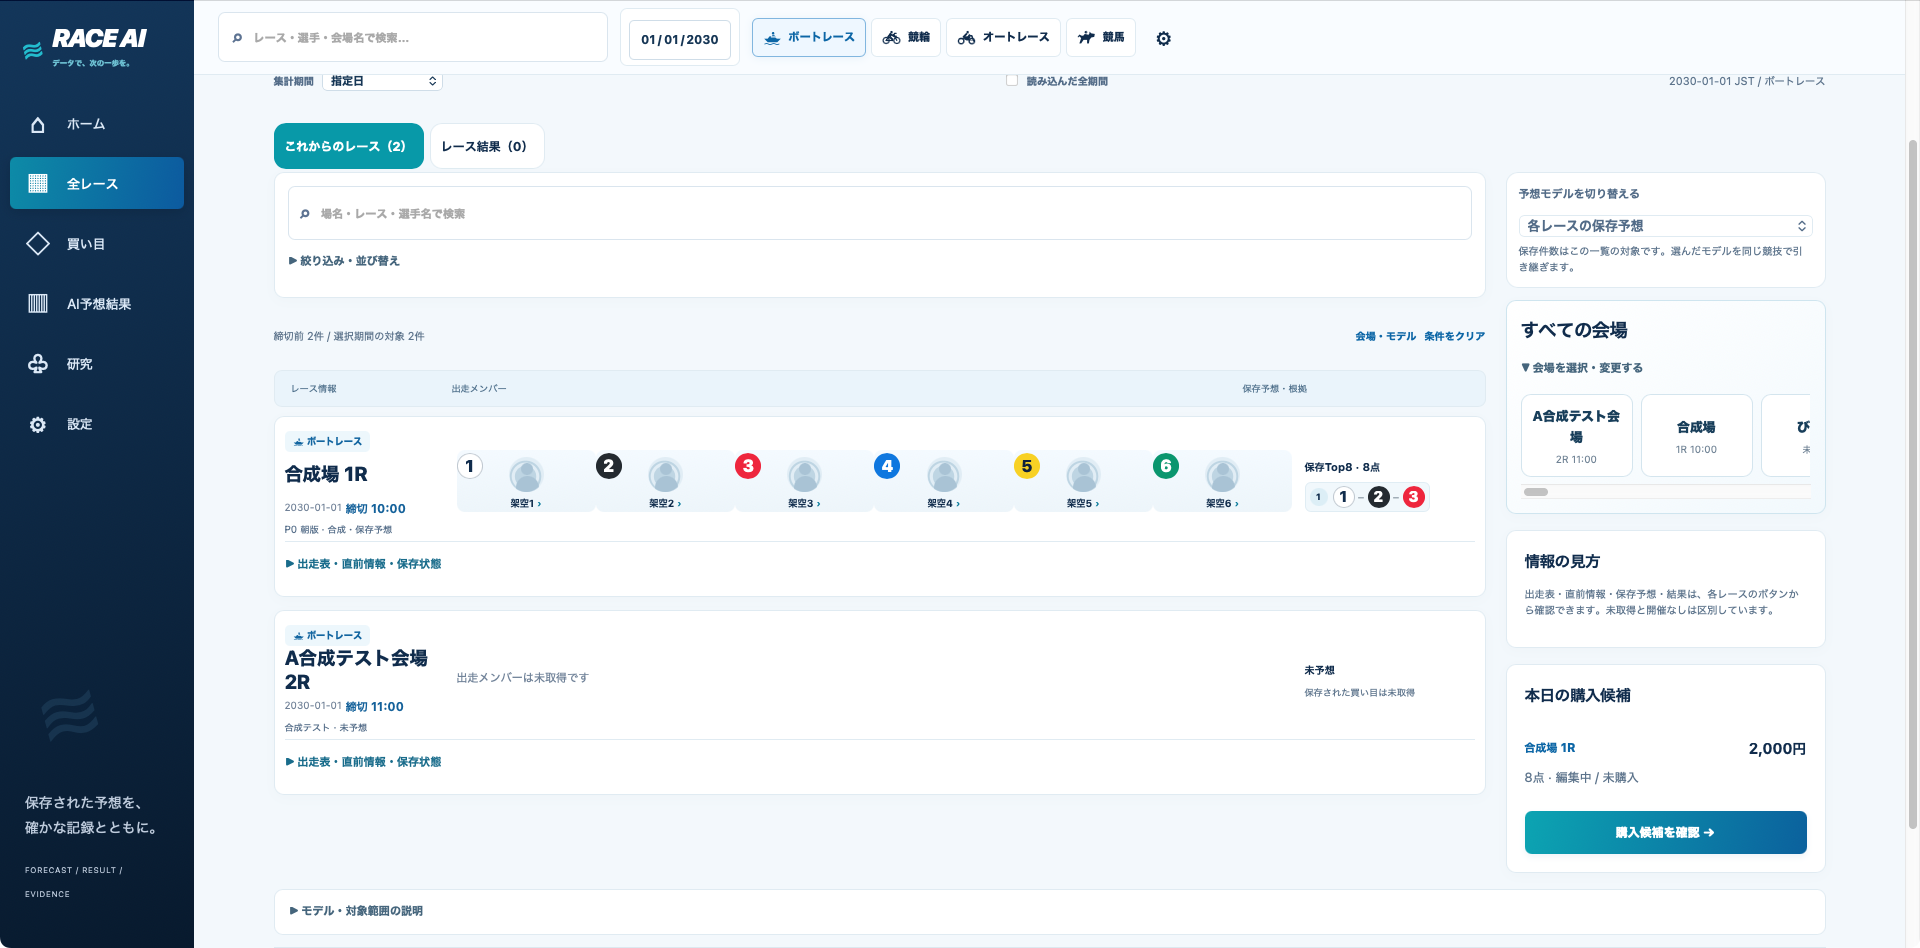 RACE AI
データで、次の一歩を。
ホーム
全レース
買い目
AI予想結果
研究
設定
保存された予想を、
確かな記録とともに。
FORECAST / RESULT /
EVIDENCE
レース・選手・会場名で検索...
01/01/2030
ボートレース
競輪
オートレース
競馬
集計期間
指定日
読み込んだ全期間
2030-01-01 JST / ボートレース
これからのレース（2）
レース結果（0）
場名・レース・選手名で検索
▶ 絞り込み・並び替え
締切前 2件 / 選択期間の対象 2件
会場・モデル 条件をクリア
レース情報
出走メンバー
保存予想・根拠
ボートレース
合成場 1R
2030-01-01 締切 10:00
P0 朝版・合成・保存予想
1
架空1 ›
2
架空2 ›
3
架空3 ›
4
架空4 ›
5
架空5 ›
6
架空6 ›
保存Top8・8点
1 1 – 2 – 3
▶ 出走表・直前情報・保存状態
ボートレース
A合成テスト会場
2R
2030-01-01 締切 11:00
合成テスト・未予想
出走メンバーは未取得です
未予想
保存された買い目は未取得
▶ 出走表・直前情報・保存状態
予想モデルを切り替える
各レースの保存予想
保存件数はこの一覧の対象です。選んだモデルを同じ競技で引
き継ぎます。
すべての会場
▼ 会場を選択・変更する
A合成テスト会
場
2R 11:00
合成場
1R 10:00
び
未
情報の見方
出走表・直前情報・保存予想・結果は、各レースのボタンか
ら確認できます。未取得と開催なしは区別しています。
本日の購入候補
合成場 1R
2,000円
8点・編集中 / 未購入
購入候補を確認 →
▶ モデル・対象範囲の説明